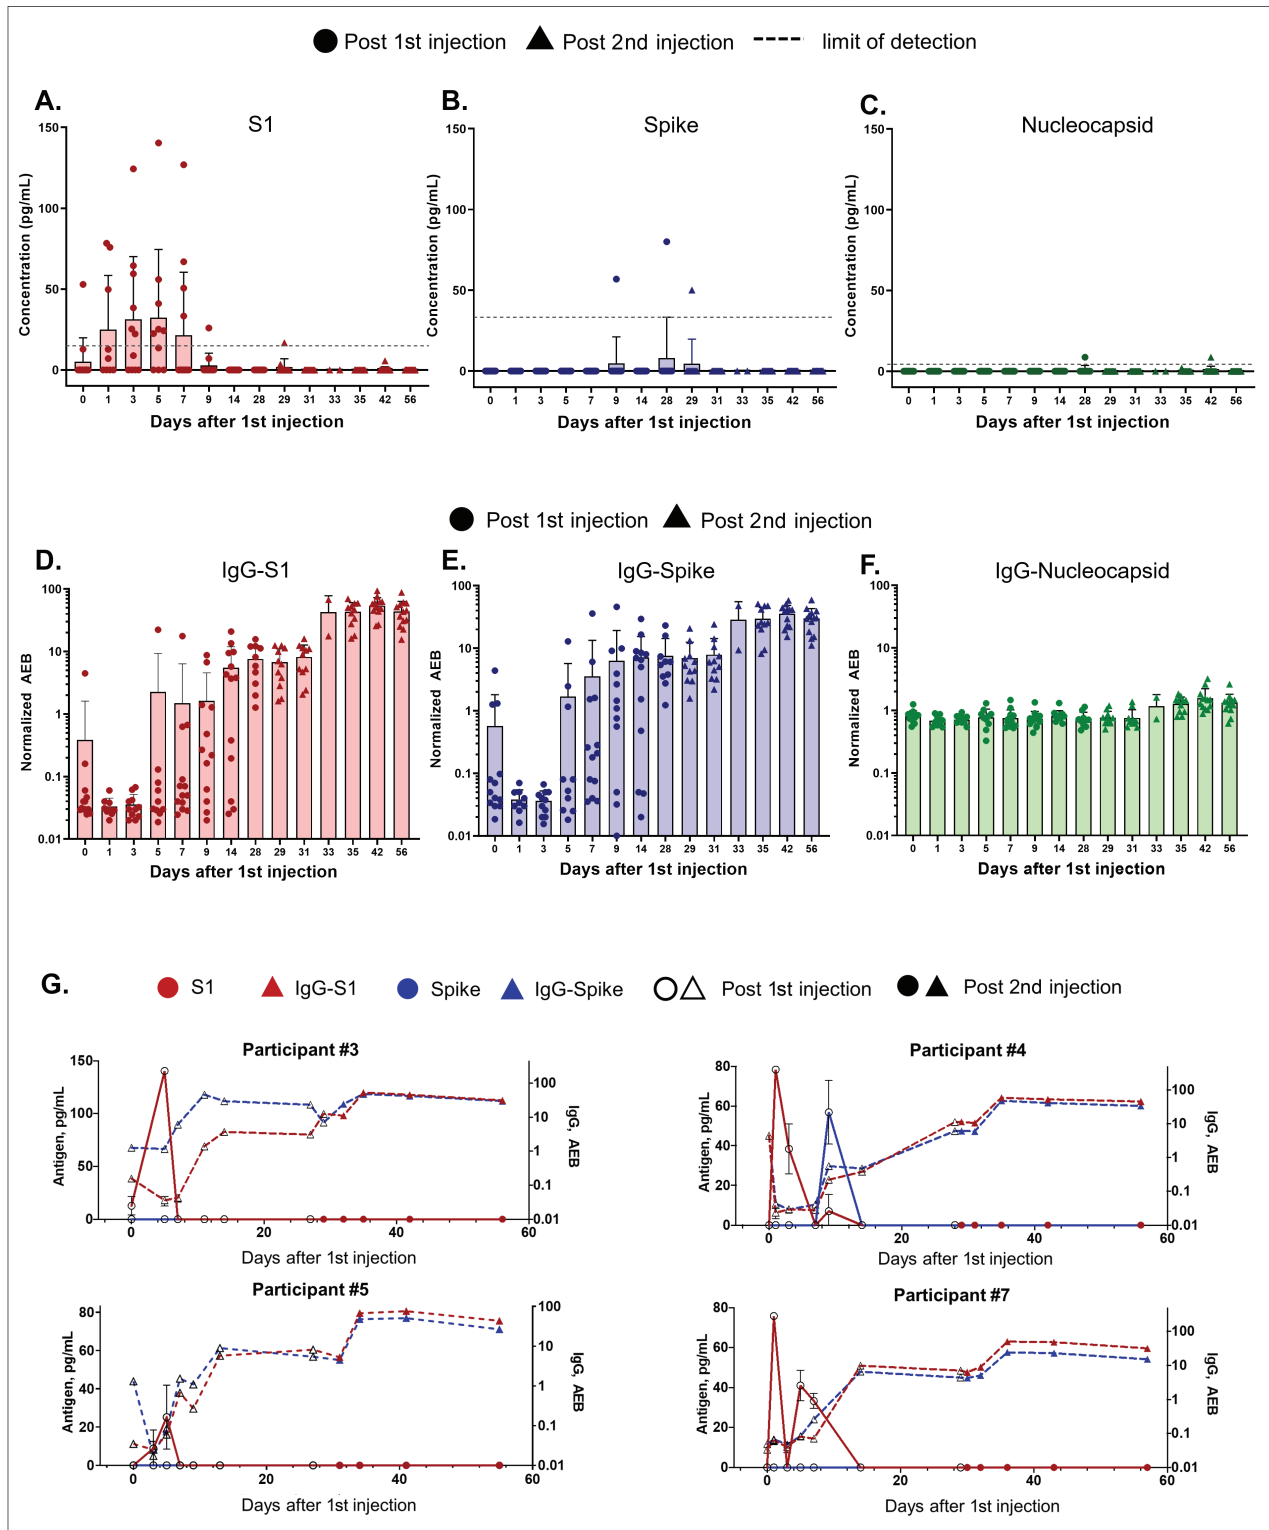 Post 1st injection Post 2nd injection limit of detection
A. B. C.
S1 Spike Nucleocapsid
150 150 150
100 100 100
50 50 50
0 0 0
Concentration (pg/mL) Concentration (pg/mL) Concentration (pg/mL)
0 1 3 5 7 9 14 28 29 31 33 35 42 56 0 1 3 5 7 9 14 28 29 31 33 35 42 56 0 1 3 5 7 9 14 28 29 31 33 35 42 56
Days after 1st injection Days after 1st injection Days after 1st injection
Post 1st injection Post 2nd injection
D. E. F.
IgG-S1 IgG-Spike IgG-Nucleocapsid
100 100 100
10 10 10
1 1 1
0.1 0.1 0.1
0.01 0.01 0.01
Normalized AEB Normalized AEB Normalized AEB
0 1 3 5 7 9 14 28 29 31 33 35 42 56 0 1 3 5 7 9 14 28 29 31 33 35 42 56 0 1 3 5 7 9 14 28 29 31 33 35 42 56
Days after 1st injection Days after 1st injection Days after 1st injection
G. S1 IgG-S1 Spike IgG-Spike Post 1st injection Post 2nd injection
Participant #3
150 100 50 0
Antigen, pg/mL
100 10 1 0.1 0.01
IgG, AEB
0 20 40 60
Days after 1st injection
Participant #4
80 60 40 20 0
Antigen, pg/mL
100 10 1 0.1 0.01
IgG, AEB
0 20 40 60
Days after 1st injection
Participant #5
80 60 40 20 0
Antigen, pg/mL
100 10 1 0.1 0.01
IgG, AEB
0 20 40 60
Days after 1st injection
Participant #7
80 60 40 20 0
Antigen, pg/mL
100 10 1 0.1 0.01
IgG, AEB
0 20 40 60
Days after 1st injection